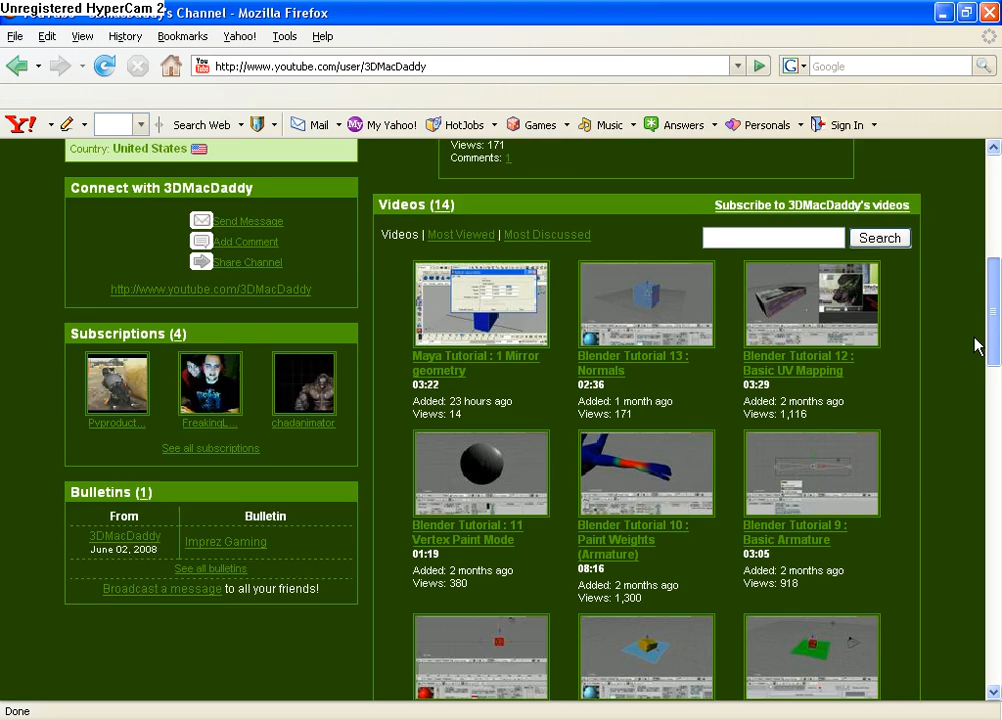 Unregistered HyperCam 2
's Channel - Mozilla Firefox
File Edit View History Bookmarks Yahoo! Tools Help
You Tube
http://www.youtube.com/user/3DMacDaddy
G Google
Y! Search Web Mail My Yahoo! HotJobs Games Music Answers Personals Sign In
Country: United States
Views: 171
Comments: 1
Connect with 3DMacDaddy
Send Message
Add Comment
Share Channel
http://www.youtube.com/3DMacDaddy
Subscriptions (4)
Pvproduct... FreakingL... chadanimator
See all subscriptions
Bulletins (1)
From Bulletin
3DMacDaddy
June 02, 2008
Imprez Gaming
See all bulletins
Broadcast a message to all your friends!
Videos (14) Subscribe to 3DMacDaddy's videos
Videos | Most Viewed | Most Discussed
Search
Maya Tutorial : 1 Mirror
geometry
03:22
Added: 23 hours ago
Views: 14
Blender Tutorial 13 :
Normals
02:36
Added: 1 month ago
Views: 171
Blender Tutorial 12 :
Basic UV Mapping
03:29
Added: 2 months ago
Views: 1,116
Blender Tutorial : 11
Vertex Paint Mode
01:19
Added: 2 months ago
Views: 380
Blender Tutorial 10 :
Paint Weights
(Armature)
08:16
Added: 2 months ago
Views: 1,300
Blender Tutorial 9 :
Basic Armature
03:05
Added: 2 months ago
Views: 918
Done